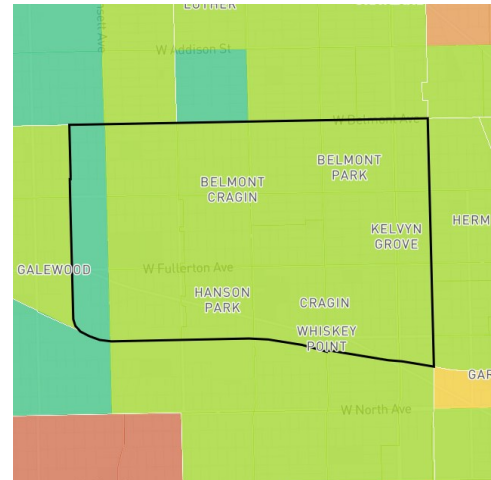 LUTHER
W Addison St
W Belmont Ave
BELMONT
PARK
BELMONT
CRAGIN
KELVYN
GROVE
HERM
GALEWOOD
W Fullerton Ave
HANSON
PARK
CRAGIN
WHISKEY
POINT
GAR
W North Ave